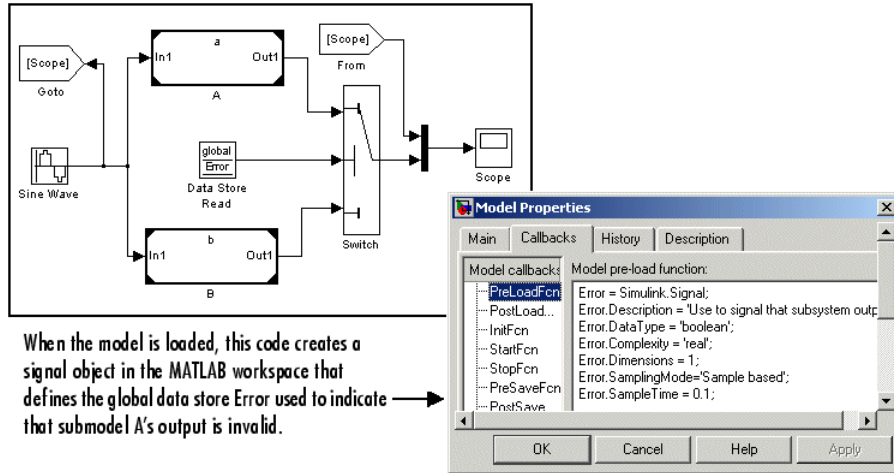 a
[Scope]
[Scope]
In1
Out1
From
Goto
A
global
Error
Sine Wave
Data Store
Read
Scope
b
In1
Out1
Switch
B
Model Properties
Main
Callbacks
History
Description
Model callbacks
Model pre-load function:
PreLoadFcn
PostLoad...
InitFcn
StartFcn
StopFcn
PreSaveFcn
PostSave
Error = Simulink.Signal;
Error.Description = 'Use to signal that subsystem outp
Error.DataType = 'boolean';
Error.Complexity = 'real';
Error.Dimensions = 1;
Error.SamplingMode='Sample based';
Error.SampleTime = 0.1;
OK
Cancel
Help
Apply
When the model is loaded, this code creates a
signal object in the MATLAB workspace that
defines the global data store Error used to indicate
that submodel A's output is invalid.